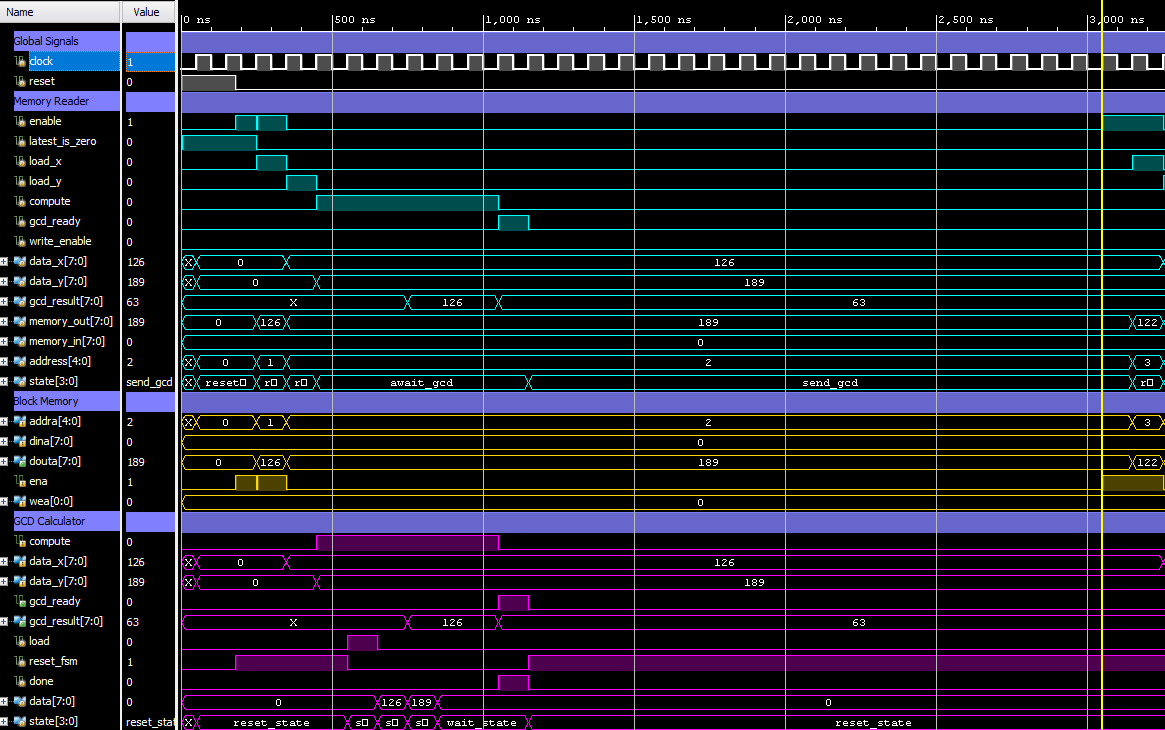 Name Value 0 ns 500 ns 1,000 ns 1,500 ns 2,000 ns 2,500 ns 3,000 ns
Global Signals
clock 1
reset 0
Memory Reader
enable 1
latest_is_zero 0
load_x 0
load_y 0
compute 0
gcd_ready 0
write_enable 0
data_x[7:0] 126 X 0 126
data_y[7:0] 189 X 0 189
gcd_result[7:0] 63 X 126 63
memory_out[7:0] 189 0 126 189 122
memory_in[7:0] 0 0
address[4:0] 2 X 0 1 2 3
state[3:0] send_gcd X reset r r await_gcd send_gcd r
Block Memory
addra[4:0] 2 X 0 1 2 3
dina[7:0] 0 0
douta[7:0] 189 0 126 189 122
ena 1
wea[0:0] 0 0
GCD Calculator
compute 0
data_x[7:0] 126 X 0 126
data_y[7:0] 189 X 0 189
gcd_ready 0
gcd_result[7:0] 63 X 126 63
load 0
reset_fsm 1
done 0
data[7:0] 0 0 126 189 0
state[3:0] reset_stat X reset_state s s s wait_state reset_state